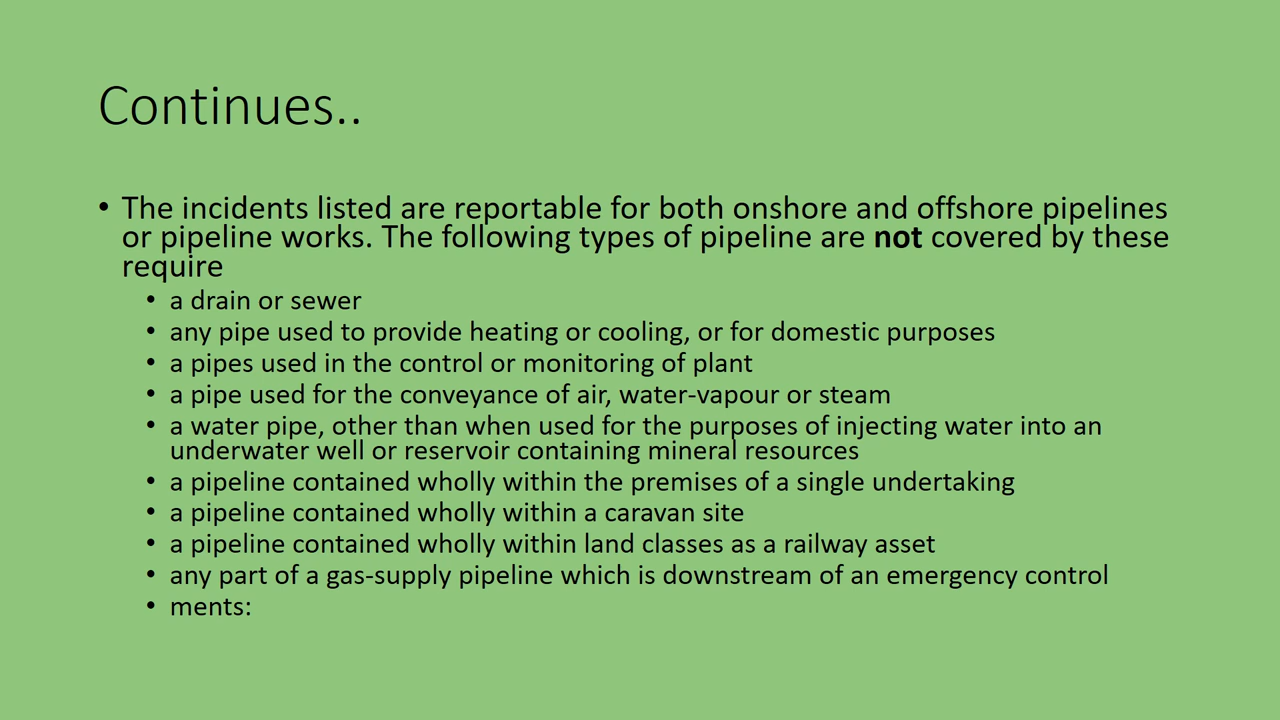 Continues..
• The incidents listed are reportable for both onshore and offshore pipelines
or pipeline works. The following types of pipeline are not covered by these
require
• a drain or sewer
• any pipe used to provide heating or cooling, or for domestic purposes
• a pipes used in the control or monitoring of plant
• a pipe used for the conveyance of air, water-vapour or steam
• a water pipe, other than when used for the purposes of injecting water into an
underwater well or reservoir containing mineral resources
• a pipeline contained wholly within the premises of a single undertaking
• a pipeline contained wholly within a caravan site
• a pipeline contained wholly within land classes as a railway asset
• any part of a gas-supply pipeline which is downstream of an emergency control
• ments: